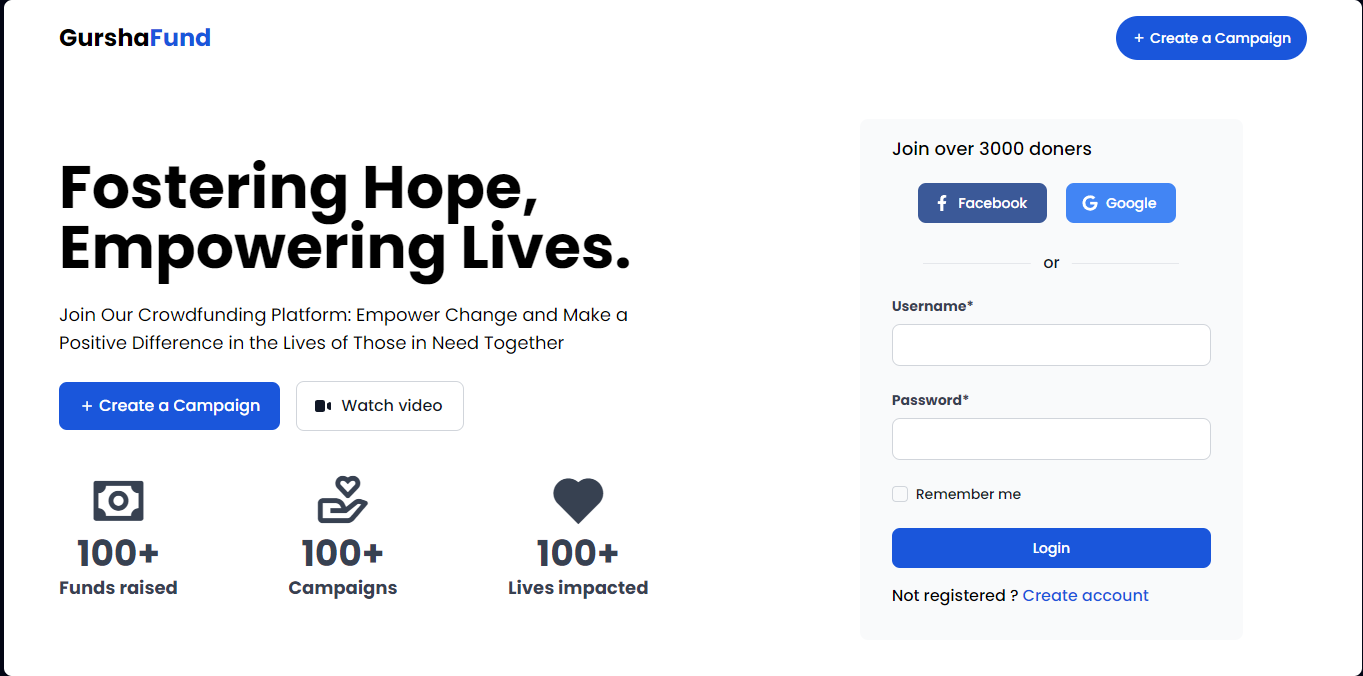 GurshaFund
+ Create a Campaign
Fostering Hope,
Empowering Lives.
Join Our Crowdfunding Platform: Empower Change and Make a
Positive Difference in the Lives of Those in Need Together
+ Create a Campaign
Watch video
100+
Funds raised
100+
Campaigns
100+
Lives impacted
Join over 3000 doners
Facebook
Google
or
Username*
Password*
Remember me
Login
Not registered ? Create account